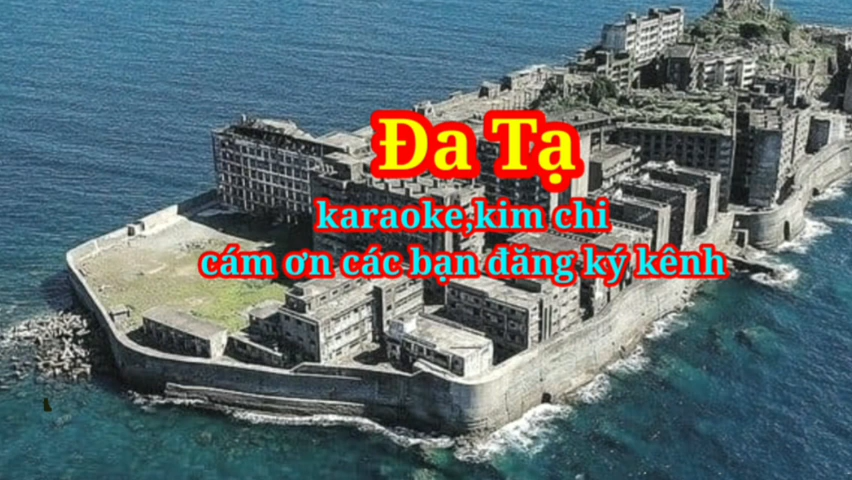 Đa Tạ
karaoke,kim chi
cám ơn các bạn đăng ký kênh